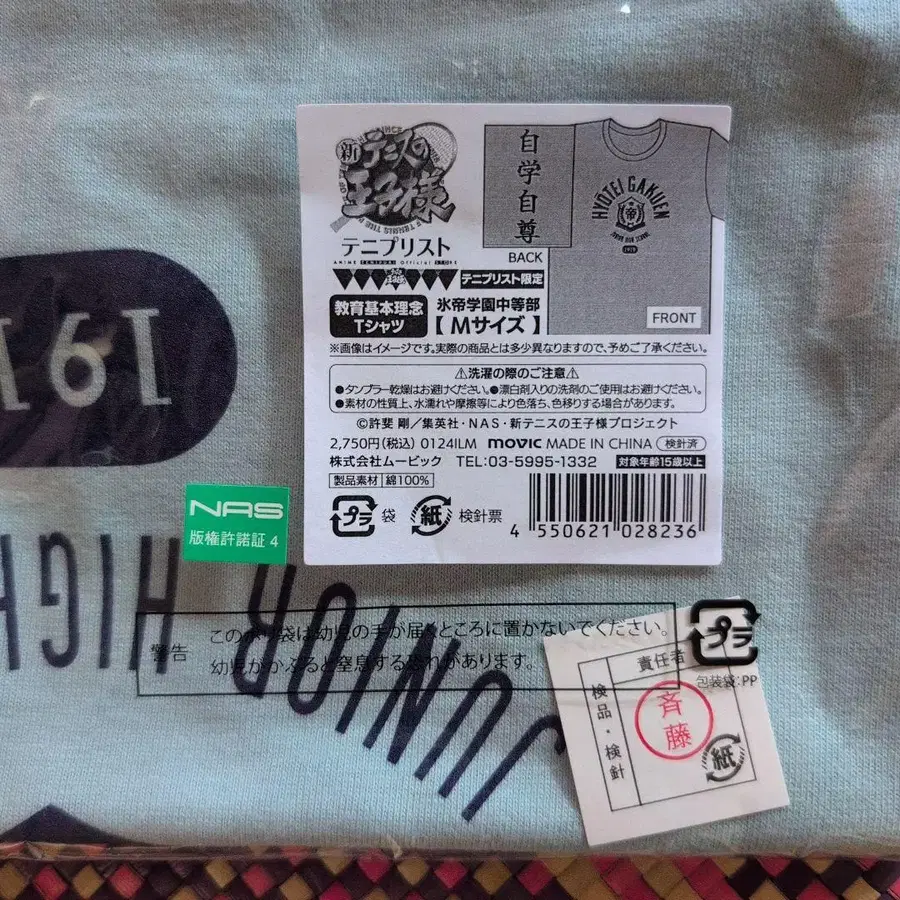 新テニスの
王子様
テニプリスト
テニプリスト限定
教育基本理念
Tシャツ
氷帝学園中等部
【 Mサイズ 】
自学自尊
BACK
HYOTEI GAKUEN
帝
FRONT
※画像はイメージです。実際の商品とは多少異なりますので、予めご了承ください。
⚠洗濯の際のご注意⚠
●タンブラー乾燥はお避けください。●漂白剤入りの洗剤のご使用はお避けください。
●素材の性質上、水濡れや摩擦等により色落ち、色移りする場合があります。
©許斐 剛／集英社・NAS・新テニスの王子様プロジェクト
2,750円(税込) 0124ILM movic MADE IN CHINA 検針済
株式会社ムービック TEL:03-5995-1332 対象年齢15歳以上
製品素材 綿100%
プラ 袋 紙 検針票
4 550621 028236
NAS
版権許諾証 4
191
JUNIOR HIGH
警告 このポリ袋は幼児の手が届くところに置かないでください。
幼児がかぶると窒息する恐れがあります。
プラ
包装袋:PP
責任者
検品・検針
斉藤
紙